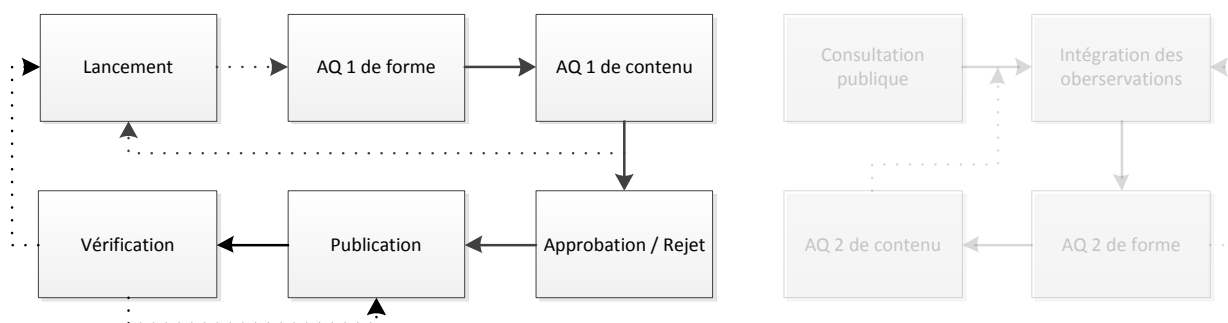 Lancement
AQ 1 de forme
AQ 1 de contenu
Consultation
publique
Intégration des
oberservations
Vérification
Publication
Approbation / Rejet
AQ 2 de contenu
AQ 2 de forme